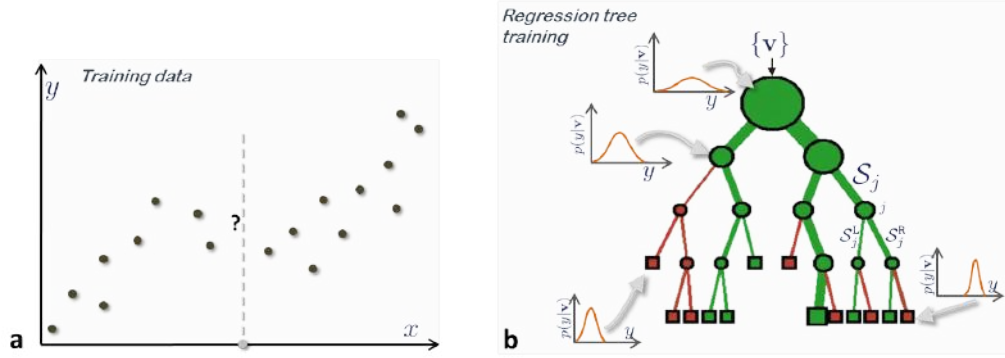 Training data
y
?
x
a
Regression tree
training
{v}
p(y|v)
y
p(y|v)
y
S_j
j
S_j^L
S_j^R
p(y|v)
y
p(y|v)
y
b